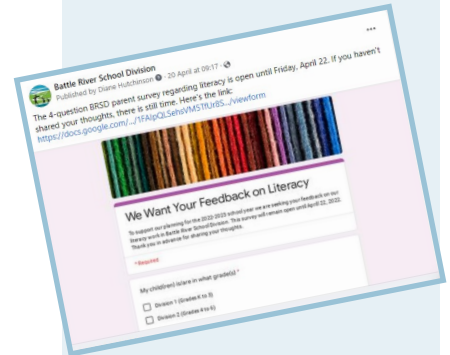 Battle River School Division
Published by Diane Hutchinson · 20 April at 09:17 ·
The 4-question BRSD parent survey regarding literacy is open until Friday, April 22. If you haven't
shared your thoughts, there is still time. Here's the link:
https://docs.google.com/.../1FAIpQLSehsVMSTfUr8S.../viewform
We Want Your Feedback on Literacy
To support our planning for the 2022-2023 school year we are seeking your feedback on our
literacy work in Battle River School Division. This survey will remain open until April 22, 2022.
Thank you in advance for sharing your thoughts.
* Required
My child(ren) is/are in what grade(s) *
Division 1 (Grades K to 3)
Division 2 (Grades 4 to 6)